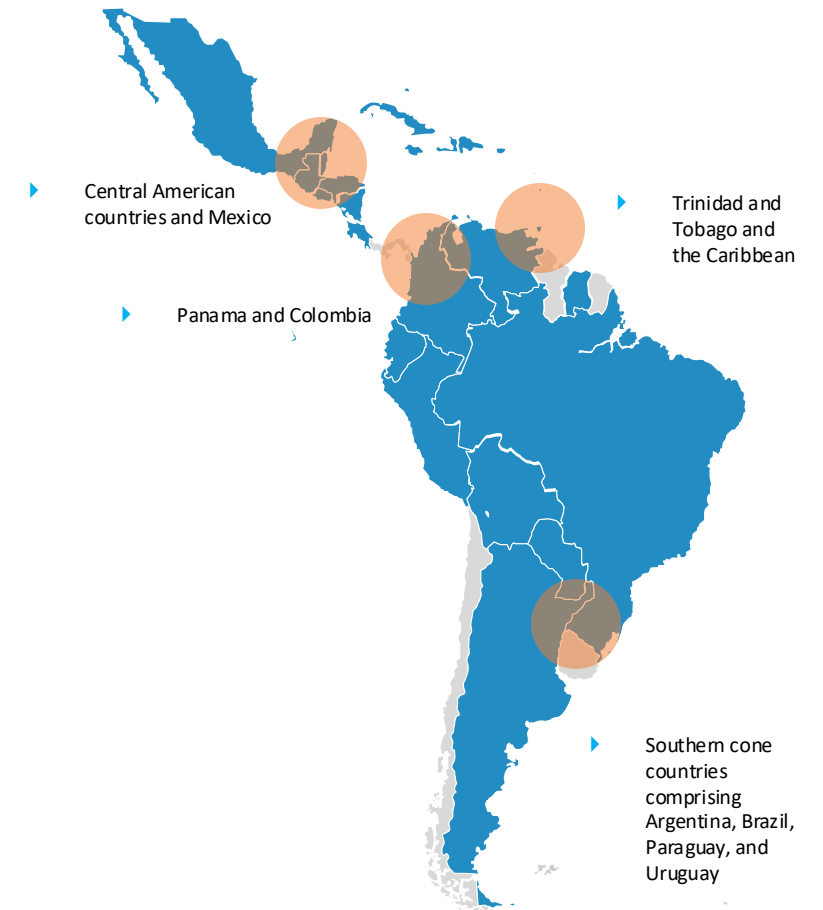 Central American
countries and Mexico
Trinidad and
Tobago and
the Caribbean
Panama and Colombia
Southern cone
countries
comprising
Argentina, Brazil,
Paraguay, and
Uruguay